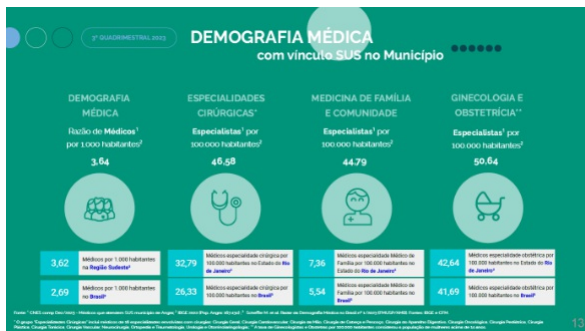 3º QUADRIMESTRAL 2023
DEMOGRAFIA MÉDICA
com vínculo SUS no Município
DEMOGRAFIA
MÉDICA
Razão de Médicos¹
por 1.000 habitantes²
3,64
ESPECIALIDADES
CIRÚRGICAS*
Especialistas¹ por
100.000 habitantes²
46,58
MEDICINA DE FAMÍLIA
E COMUNIDADE
Especialistas¹ por
100.000 habitantes²
44,79
GINECOLOGIA E
OBSTETRÍCIA**
Especialistas¹ por
100.000 habitantes²
50,64
3,62
Médicos por 1.000 habitantes
na Região Sudeste³
2,69
Médicos por 1.000 habitantes
no Brasil³
32,79
Médicos especialidade cirúrgica por
100.000 habitantes no Estado do Rio
de Janeiro³
26,33
Médicos especialidade cirúrgica por
100.000 habitantes no Brasil³
7,36
Médicos especialidade Médico de
Família por 100.000 habitantes no
Estado do Rio de Janeiro³
5,54
Médicos especialidade Médico de
Família por 100.000 habitantes no
Brasil³
42,64
Médicos especialidade obstétrica por
100.000 habitantes no Estado do Rio
de Janeiro³
41,69
Médicos especialidade obstétrica por
100.000 habitantes no Brasil³
13